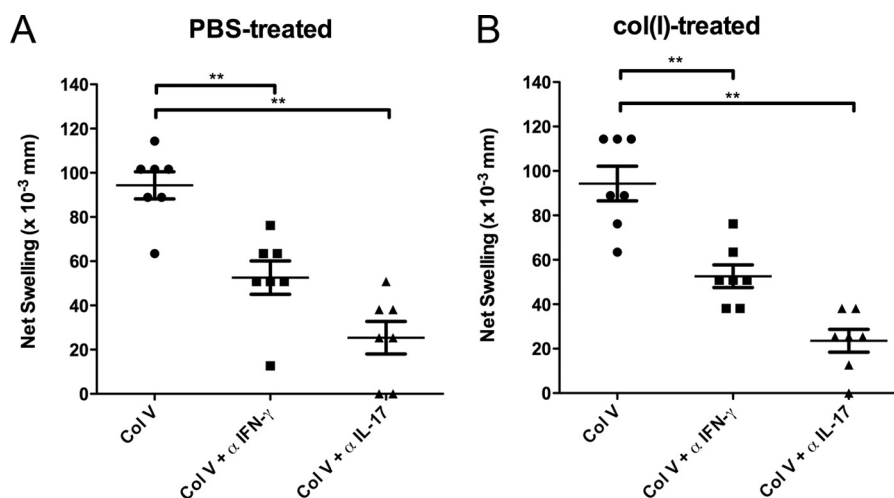 A
PBS-treated
**
**
140
120
100
80
60
40
20
0
Net Swelling (x 10⁻³ mm)
Col V
Col V + α IFN-γ
Col V + α IL-17
B
col(I)-treated
**
**
140
120
100
80
60
40
20
0
Net Swelling (x 10⁻³ mm)
Col V
Col V + α IFN-γ
Col V + α IL-17